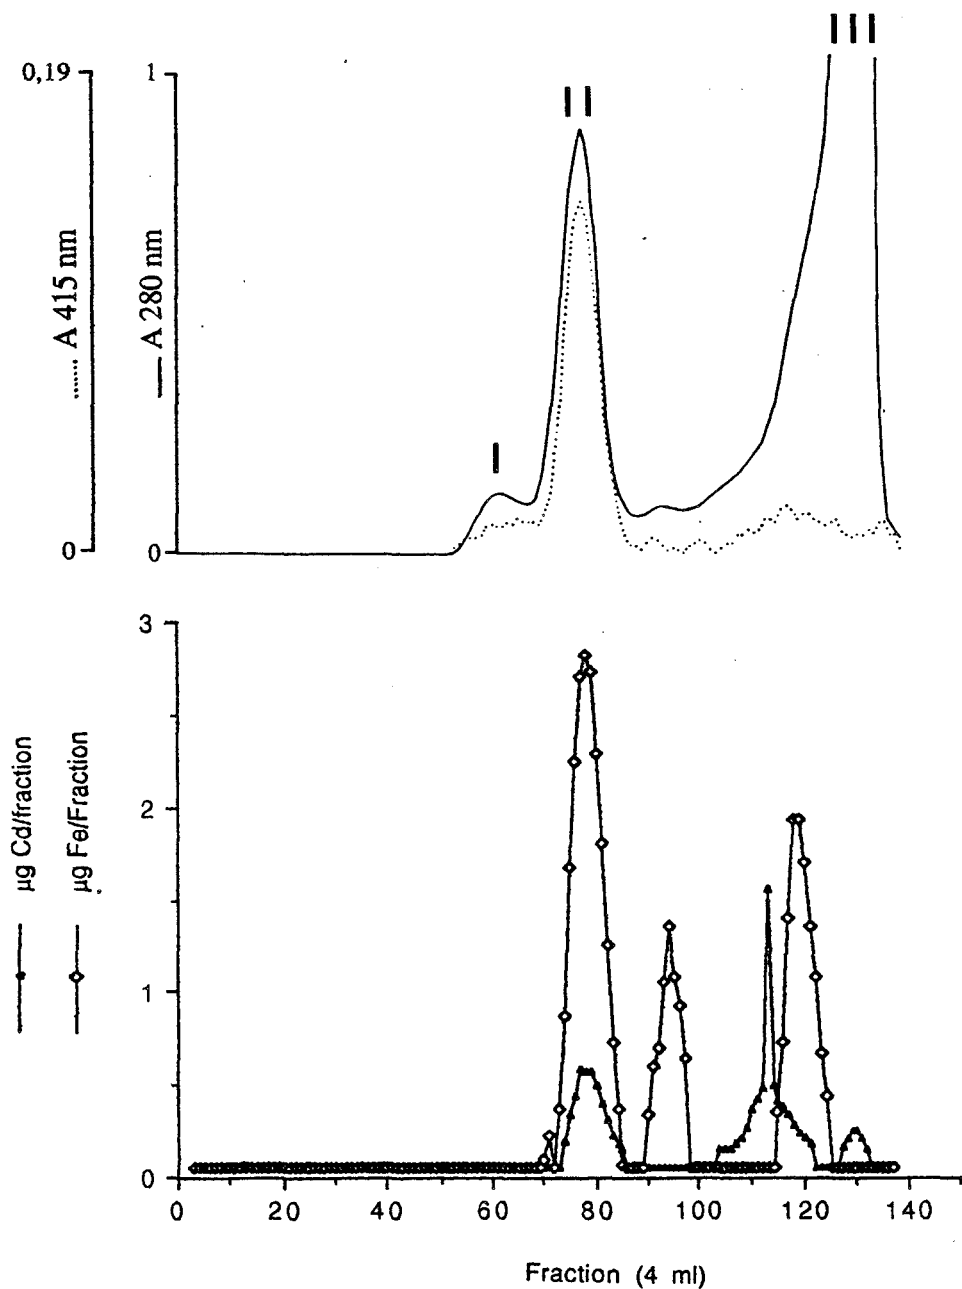 III
0,19
1
II
A 415 nm
A 280 nm
I
0
0
3
2
1
0
µg Cd/fraction
µg Fe/Fraction
0 20 40 60 80 100 120 140
Fraction (4 ml)